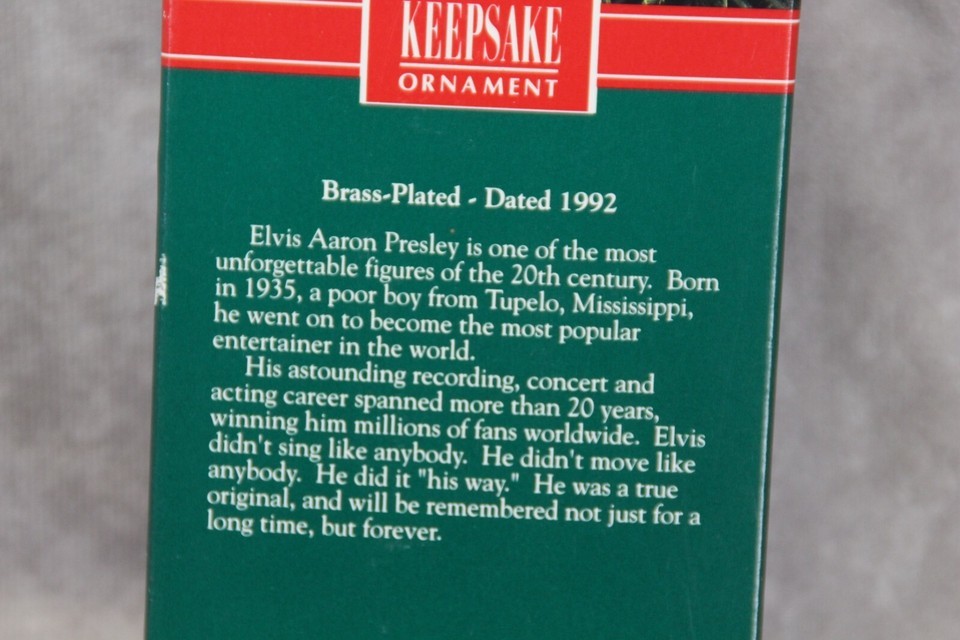 KEEPSAKE
ORNAMENT
Brass-Plated - Dated 1992
Elvis Aaron Presley is one of the most
unforgettable figures of the 20th century. Born
in 1935, a poor boy from Tupelo, Mississippi,
he went on to become the most popular
entertainer in the world.
His astounding recording, concert and
acting career spanned more than 20 years,
winning him millions of fans worldwide. Elvis
didn't sing like anybody. He didn't move like
anybody. He did it "his way." He was a true
original, and will be remembered not just for a
long time, but forever.